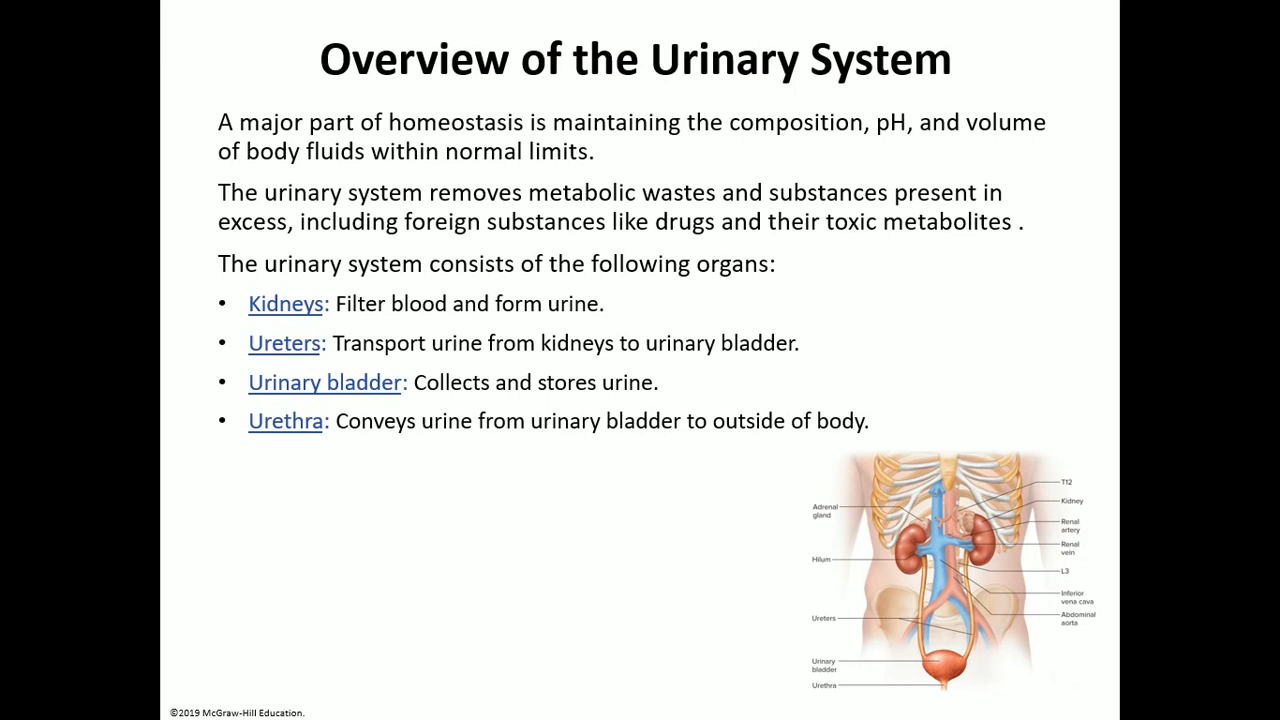 Overview of the Urinary System
A major part of homeostasis is maintaining the composition, pH, and volume
of body fluids within normal limits.
The urinary system removes metabolic wastes and substances present in
excess, including foreign substances like drugs and their toxic metabolites .
The urinary system consists of the following organs:
• Kidneys: Filter blood and form urine.
• Ureters: Transport urine from kidneys to urinary bladder.
• Urinary bladder: Collects and stores urine.
• Urethra: Conveys urine from urinary bladder to outside of body.
Adrenal
gland
Hilum
Ureters
Urinary
bladder
Urethra
T12
Kidney
Renal
artery
Renal
vein
L3
Inferior
vena cava
Abdominal
aorta
©2019 McGraw-Hill Education.